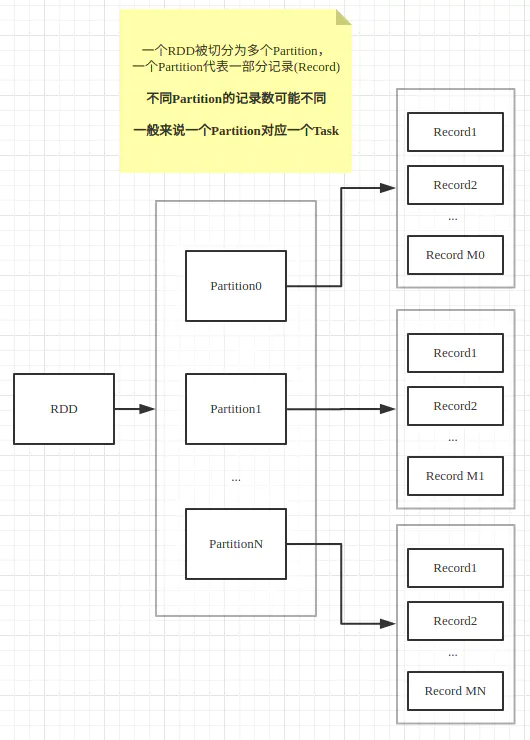 一个RDD被切分为多个Partition，
一个Partition代表一部分记录(Record)
不同Partition的记录数可能不同
一般来说一个Partition对应一个Task
RDD
Partition0
Partition1
...
PartitionN
Record1
Record2
...
Record M0
Record1
Record2
...
Record M1
Record1
Record2
...
Record MN